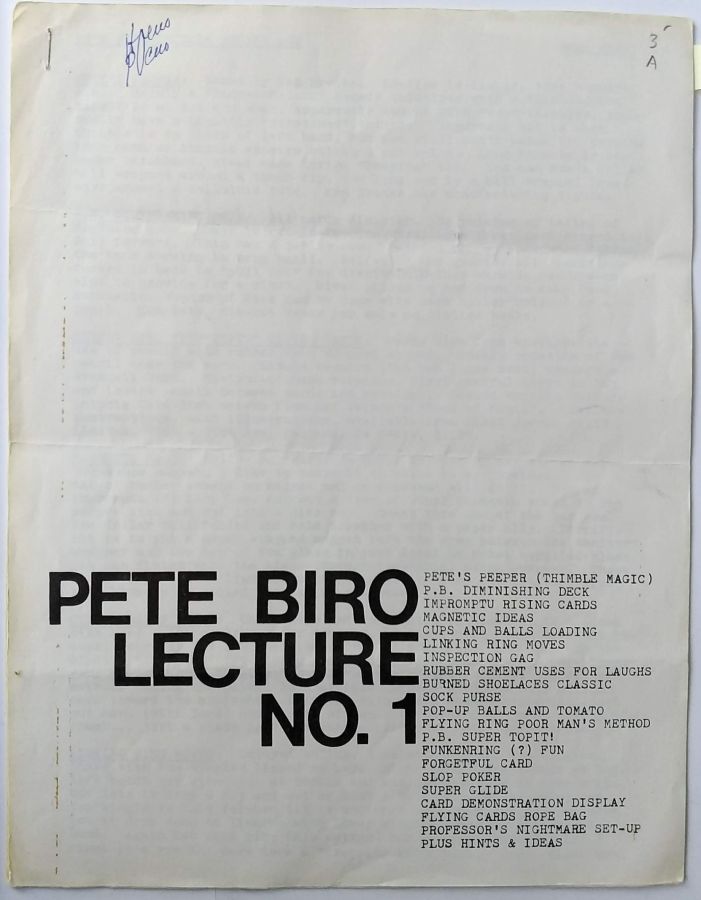 3
A
PETE BIRO
LECTURE
NO. 1
PETE'S PEEPER (THIMBLE MAGIC)
P.B. DIMINISHING DECK
IMPROMPTU RISING CARDS
MAGNETIC IDEAS
CUPS AND BALLS LOADING
LINKING RING MOVES
INSPECTION GAG
RUBBER CEMENT USES FOR LAUGHS
BURNED SHOELACES CLASSIC
SOCK PURSE
POP-UP BALLS AND TOMATO
FLYING RING POOR MAN'S METHOD
P.B. SUPER TOPIT!
FUNKENRING (?) FUN
FORGETFUL CARD
SLOP POKER
SUPER GLIDE
CARD DEMONSTRATION DISPLAY
FLYING CARDS ROPE BAG
PROFESSOR'S NIGHTMARE SET-UP
PLUS HINTS & IDEAS